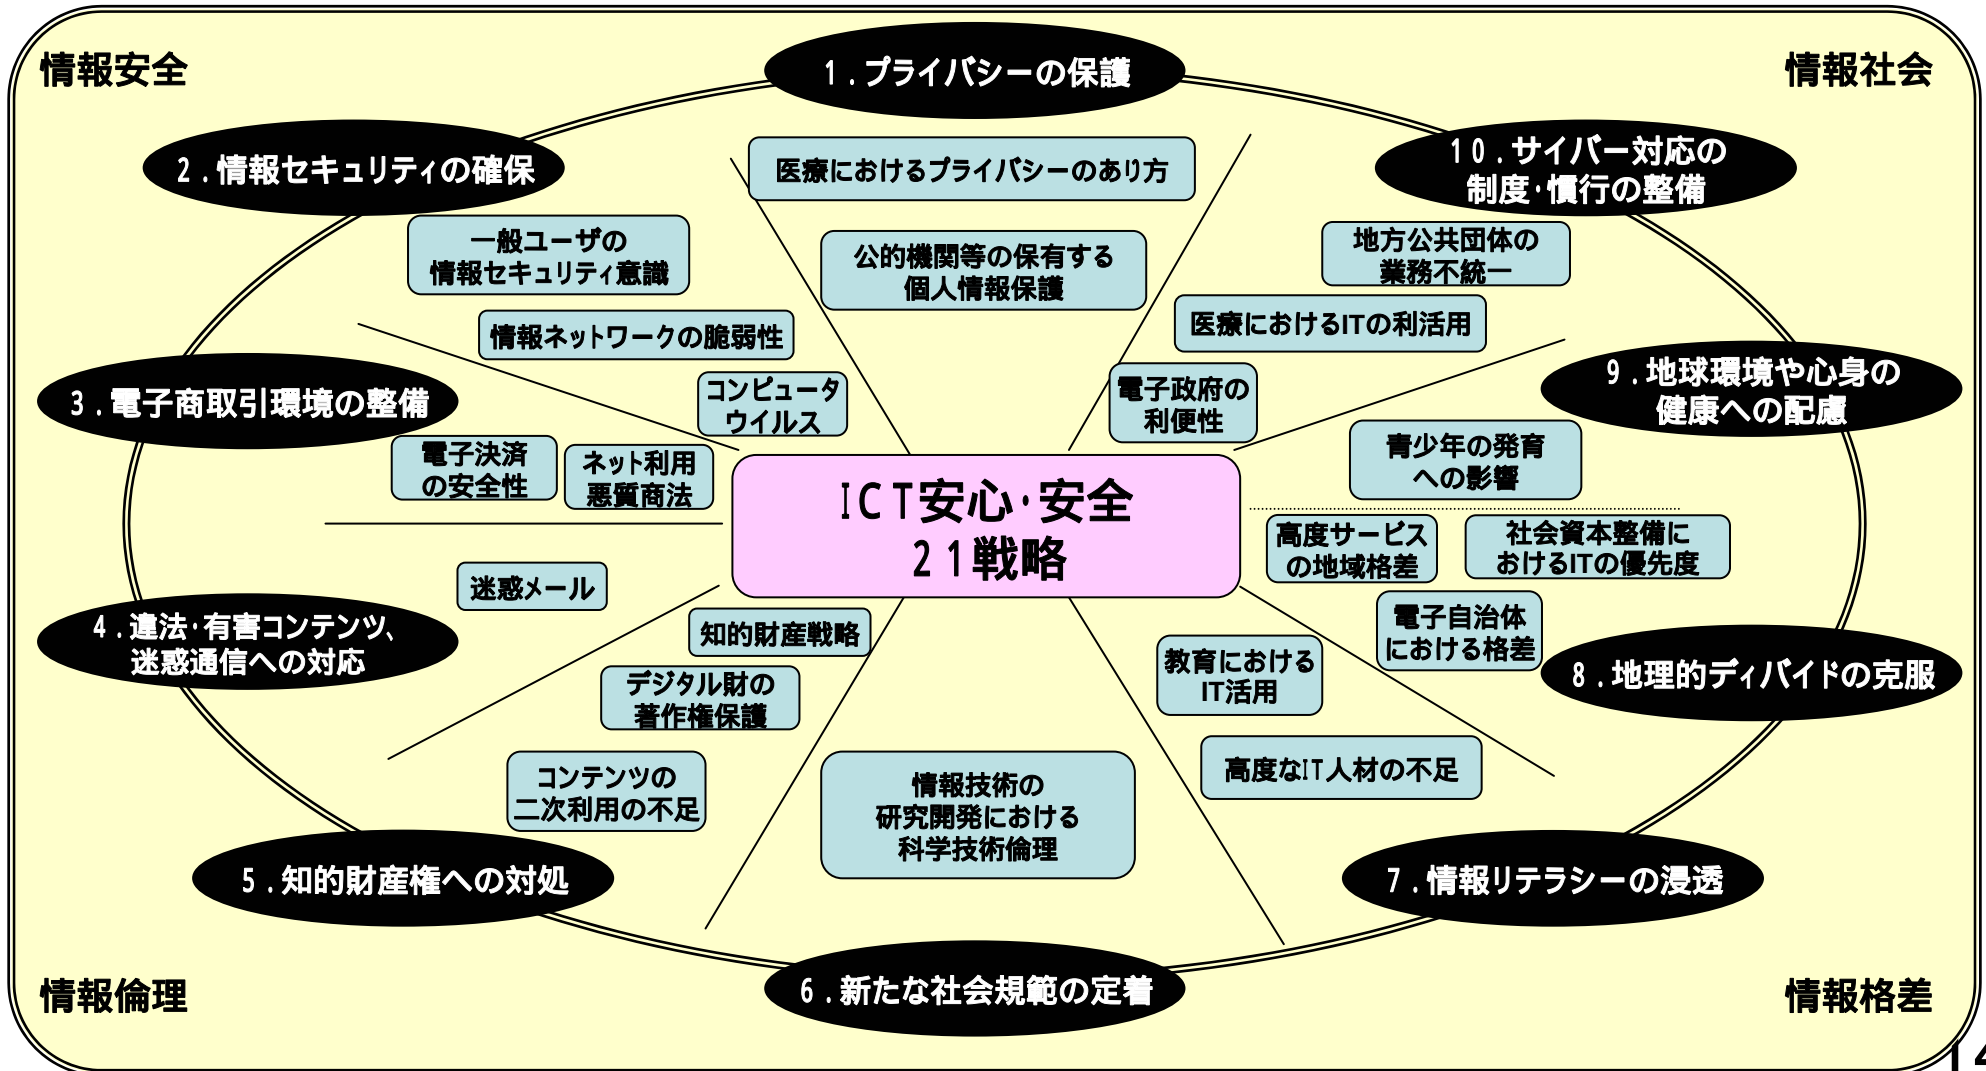 情報安全
情報社会
１．プライバシーの保護
２．情報セキュリティの確保
１０．サイバー対応の
制度・慣行の整備
医療におけるプライバシーのあり方
一般ユーザの
情報セキュリティ意識
公的機関等の保有する
個人情報保護
地方公共団体の
業務不統一
情報ネットワークの脆弱性
医療におけるITの利活用
３．電子商取引環境の整備
コンピュータ
ウイルス
電子政府の
利便性
９．地球環境や心身の
健康への配慮
電子決済
の安全性
ネット利用
悪質商法
青少年の発育
への影響
ＩＣＴ安心・安全
２１戦略
高度サービス
の地域格差
社会資本整備に
おけるITの優先度
迷惑メール
４．違法・有害コンテンツ、
迷惑通信への対応
知的財産戦略
電子自治体
における格差
教育における
IT活用
８．地理的ディバイドの克服
デジタル財の
著作権保護
コンテンツの
二次利用の不足
情報技術の
研究開発における
科学技術倫理
高度なIT人材の不足
５．知的財産権への対処
７．情報リテラシーの浸透
６．新たな社会規範の定着
情報倫理
情報格差